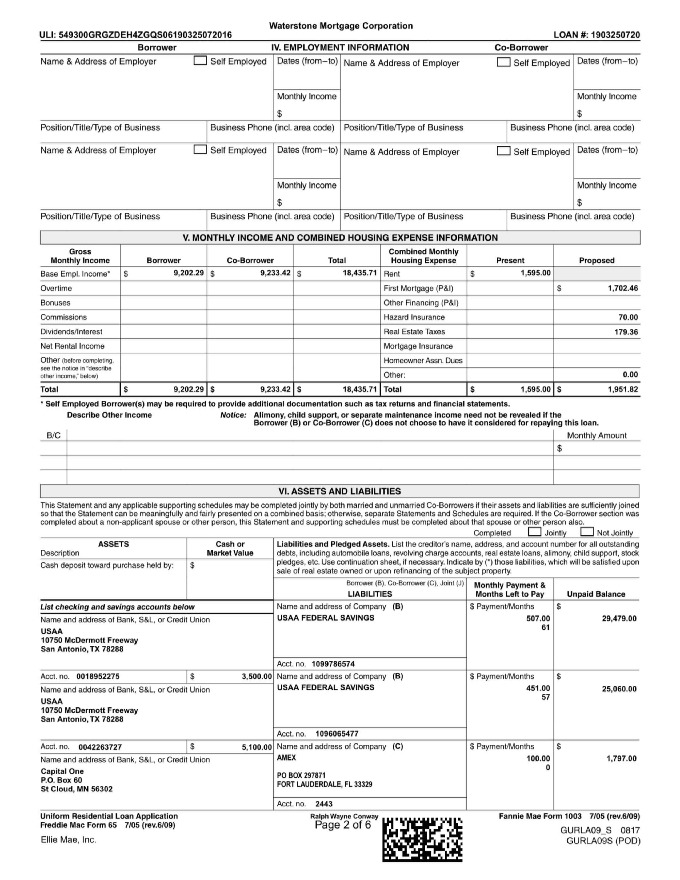 Waterstone Mortgage Corporation
ULI: 549300GRGZDEH4ZGQS06190325072016 LOAN #: 1903250720
Borrower IV. EMPLOYMENT INFORMATION Co-Borrower
Name & Address of Employer Self Employed Dates (from–to) Name & Address of Employer Self Employed Dates (from–to)
Monthly Income Monthly Income
$ $
Position/Title/Type of Business Business Phone (incl. area code) Position/Title/Type of Business Business Phone (incl. area code)
Name & Address of Employer Self Employed Dates (from–to) Name & Address of Employer Self Employed Dates (from–to)
Monthly Income Monthly Income
$ $
Position/Title/Type of Business Business Phone (incl. area code) Position/Title/Type of Business Business Phone (incl. area code)
V. MONTHLY INCOME AND COMBINED HOUSING EXPENSE INFORMATION
Gross Monthly Income Borrower Co-Borrower Total Combined Monthly Housing Expense Present Proposed
Base Empl. Income* $ 9,202.29 $ 9,233.42 $ 18,435.71 Rent $ 1,595.00
Overtime First Mortgage (P&I) $ 1,702.46
Bonuses Other Financing (P&I)
Commissions Hazard Insurance 70.00
Dividends/Interest Real Estate Taxes 179.36
Net Rental Income Mortgage Insurance
Other (before completing, see the notice in "describe other income," below) Homeowner Assn. Dues
Other: 0.00
Total $ 9,202.29 $ 9,233.42 $ 18,435.71 Total $ 1,595.00 $ 1,951.82
* Self Employed Borrower(s) may be required to provide additional documentation such as tax returns and financial statements.
Describe Other Income Notice: Alimony, child support, or separate maintenance income need not be revealed if the
Borrower (B) or Co-Borrower (C) does not choose to have it considered for repaying this loan.
B/C Monthly Amount
$
VI. ASSETS AND LIABILITIES
This Statement and any applicable supporting schedules may be completed jointly by both married and unmarried Co-Borrowers if their assets and liabilities are sufficiently joined
so that the Statement can be meaningfully and fairly presented on a combined basis; otherwise, separate Statements and Schedules are required. If the Co-Borrower section was
completed about a non-applicant spouse or other person, this Statement and supporting schedules must be completed about that spouse or other person also.
Completed Jointly Not Jointly
ASSETS
Description
Cash or Market Value
Cash deposit toward purchase held by: $
Liabilities and Pledged Assets. List the creditor's name, address, and account number for all outstanding
debts, including automobile loans, revolving charge accounts, real estate loans, alimony, child support, stock
pledges, etc. Use continuation sheet, if necessary. Indicate by (*) those liabilities, which will be satisfied upon
sale of real estate owned or upon refinancing of the subject property.
Borrower (B), Co-Borrower (C), Joint (J)
LIABILITIES Monthly Payment & Months Left to Pay Unpaid Balance
List checking and savings accounts below Name and address of Company (B) $ Payment/Months $
Name and address of Bank, S&L, or Credit Union USAA FEDERAL SAVINGS 507.00 29,479.00
USAA 61
10750 McDermott Freeway
San Antonio, TX 78288
Acct. no. 1099786574
Acct. no. 0018952275 $ 3,500.00 Name and address of Company (B) $ Payment/Months $
Name and address of Bank, S&L, or Credit Union USAA FEDERAL SAVINGS 451.00 25,060.00
USAA 57
10750 McDermott Freeway
San Antonio, TX 78288
Acct. no. 1096065477
Acct. no. 0042263727 $ 5,100.00 Name and address of Company (C) $ Payment/Months $
Name and address of Bank, S&L, or Credit Union AMEX 100.00 1,797.00
0
Capital One PO BOX 297871
P.O. Box 60 FORT LAUDERDALE, FL 33329
St Cloud, MN 56302
Acct. no. 2443
Uniform Residential Loan Application Ralph Wayne Conway Fannie Mae Form 1003 7/05 (rev.6/09)
Freddie Mac Form 65 7/05 (rev.6/09) Page 2 of 6
GURLA09_S 0817
Ellie Mae, Inc. GURLA09S (POD)